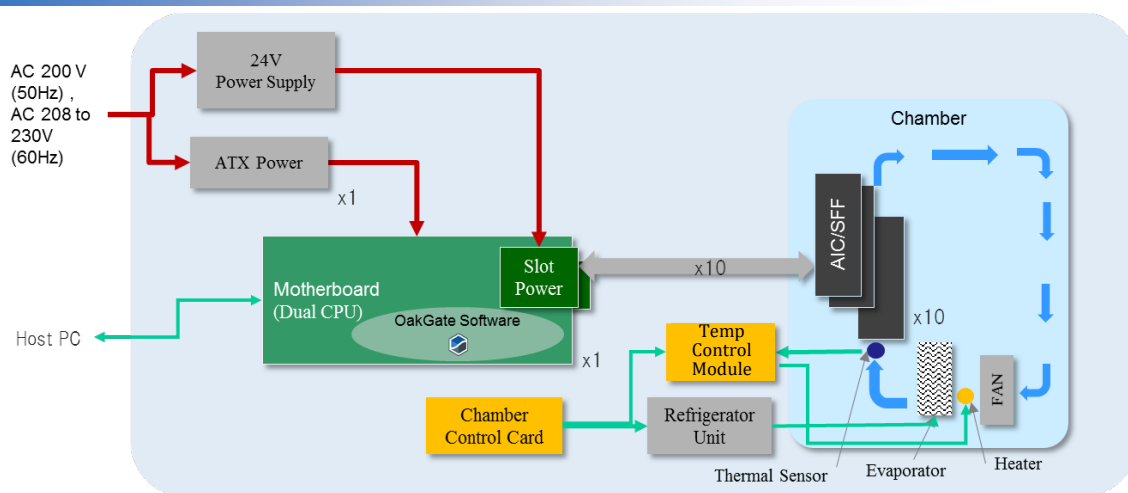 AC 200 V
(50Hz) ,
AC 208 to
230V
(60Hz)
24V
Power Supply
ATX Power
x1
Motherboard
(Dual CPU)
OakGate Software
Slot
Power
x1
x10
Host PC
Chamber
AIC/SFF
x10
Temp
Control
Module
Chamber
Control Card
Refrigerator
Unit
FAN
Thermal Sensor
Evaporator
Heater